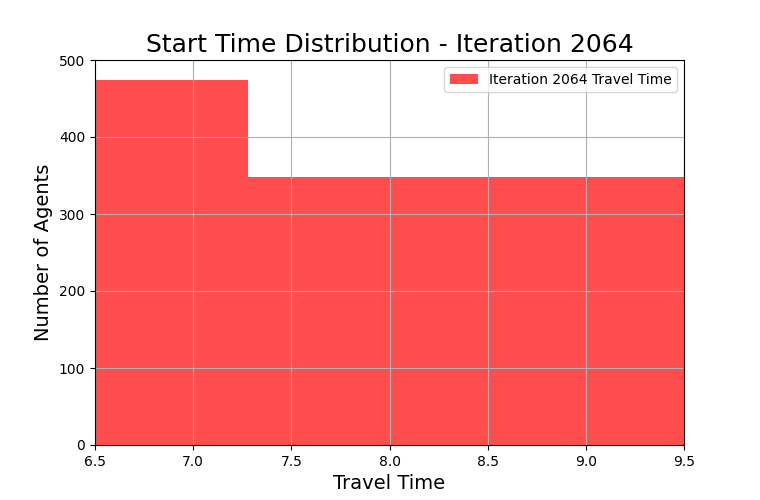 Start Time Distribution - Iteration 2064
Iteration 2064 Travel Time
Number of Agents
500
400
300
200
100
0
6.5 7.0 7.5 8.0 8.5 9.0 9.5
Travel Time